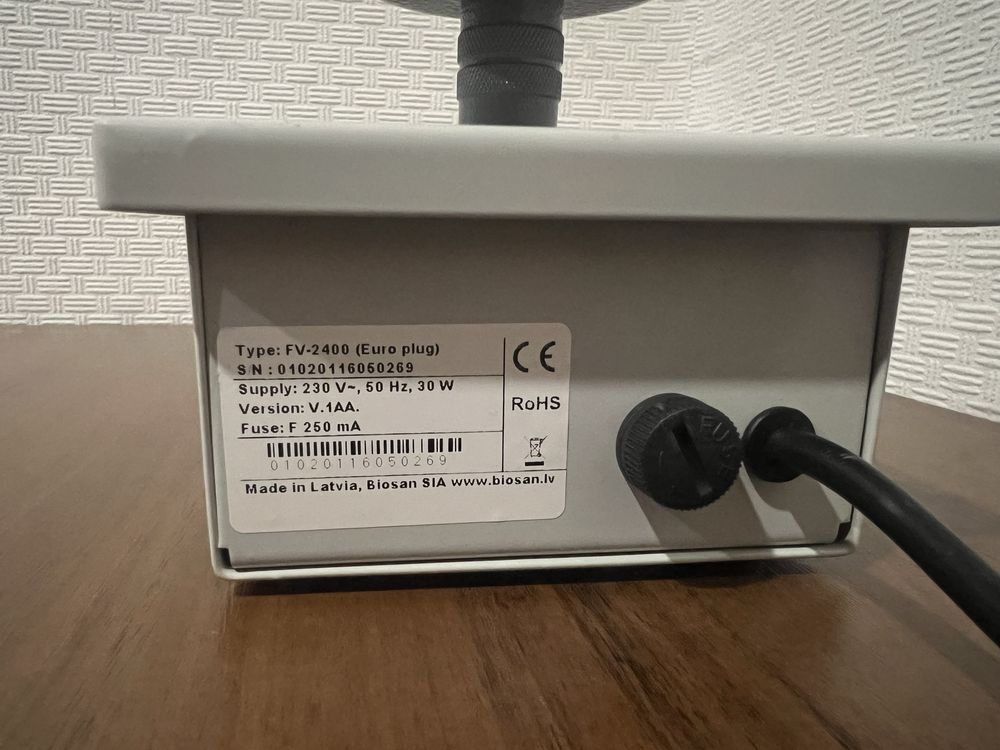 Type: FV-2400 (Euro plug)
S/N : 01020116050269
Supply: 230 V~, 50 Hz, 30 W
Version: V.1AA.
Fuse: F 250 mA
01020116050269
CE
RoHS
Made in Latvia, Biosan SIA www.biosan.lv
FUSE